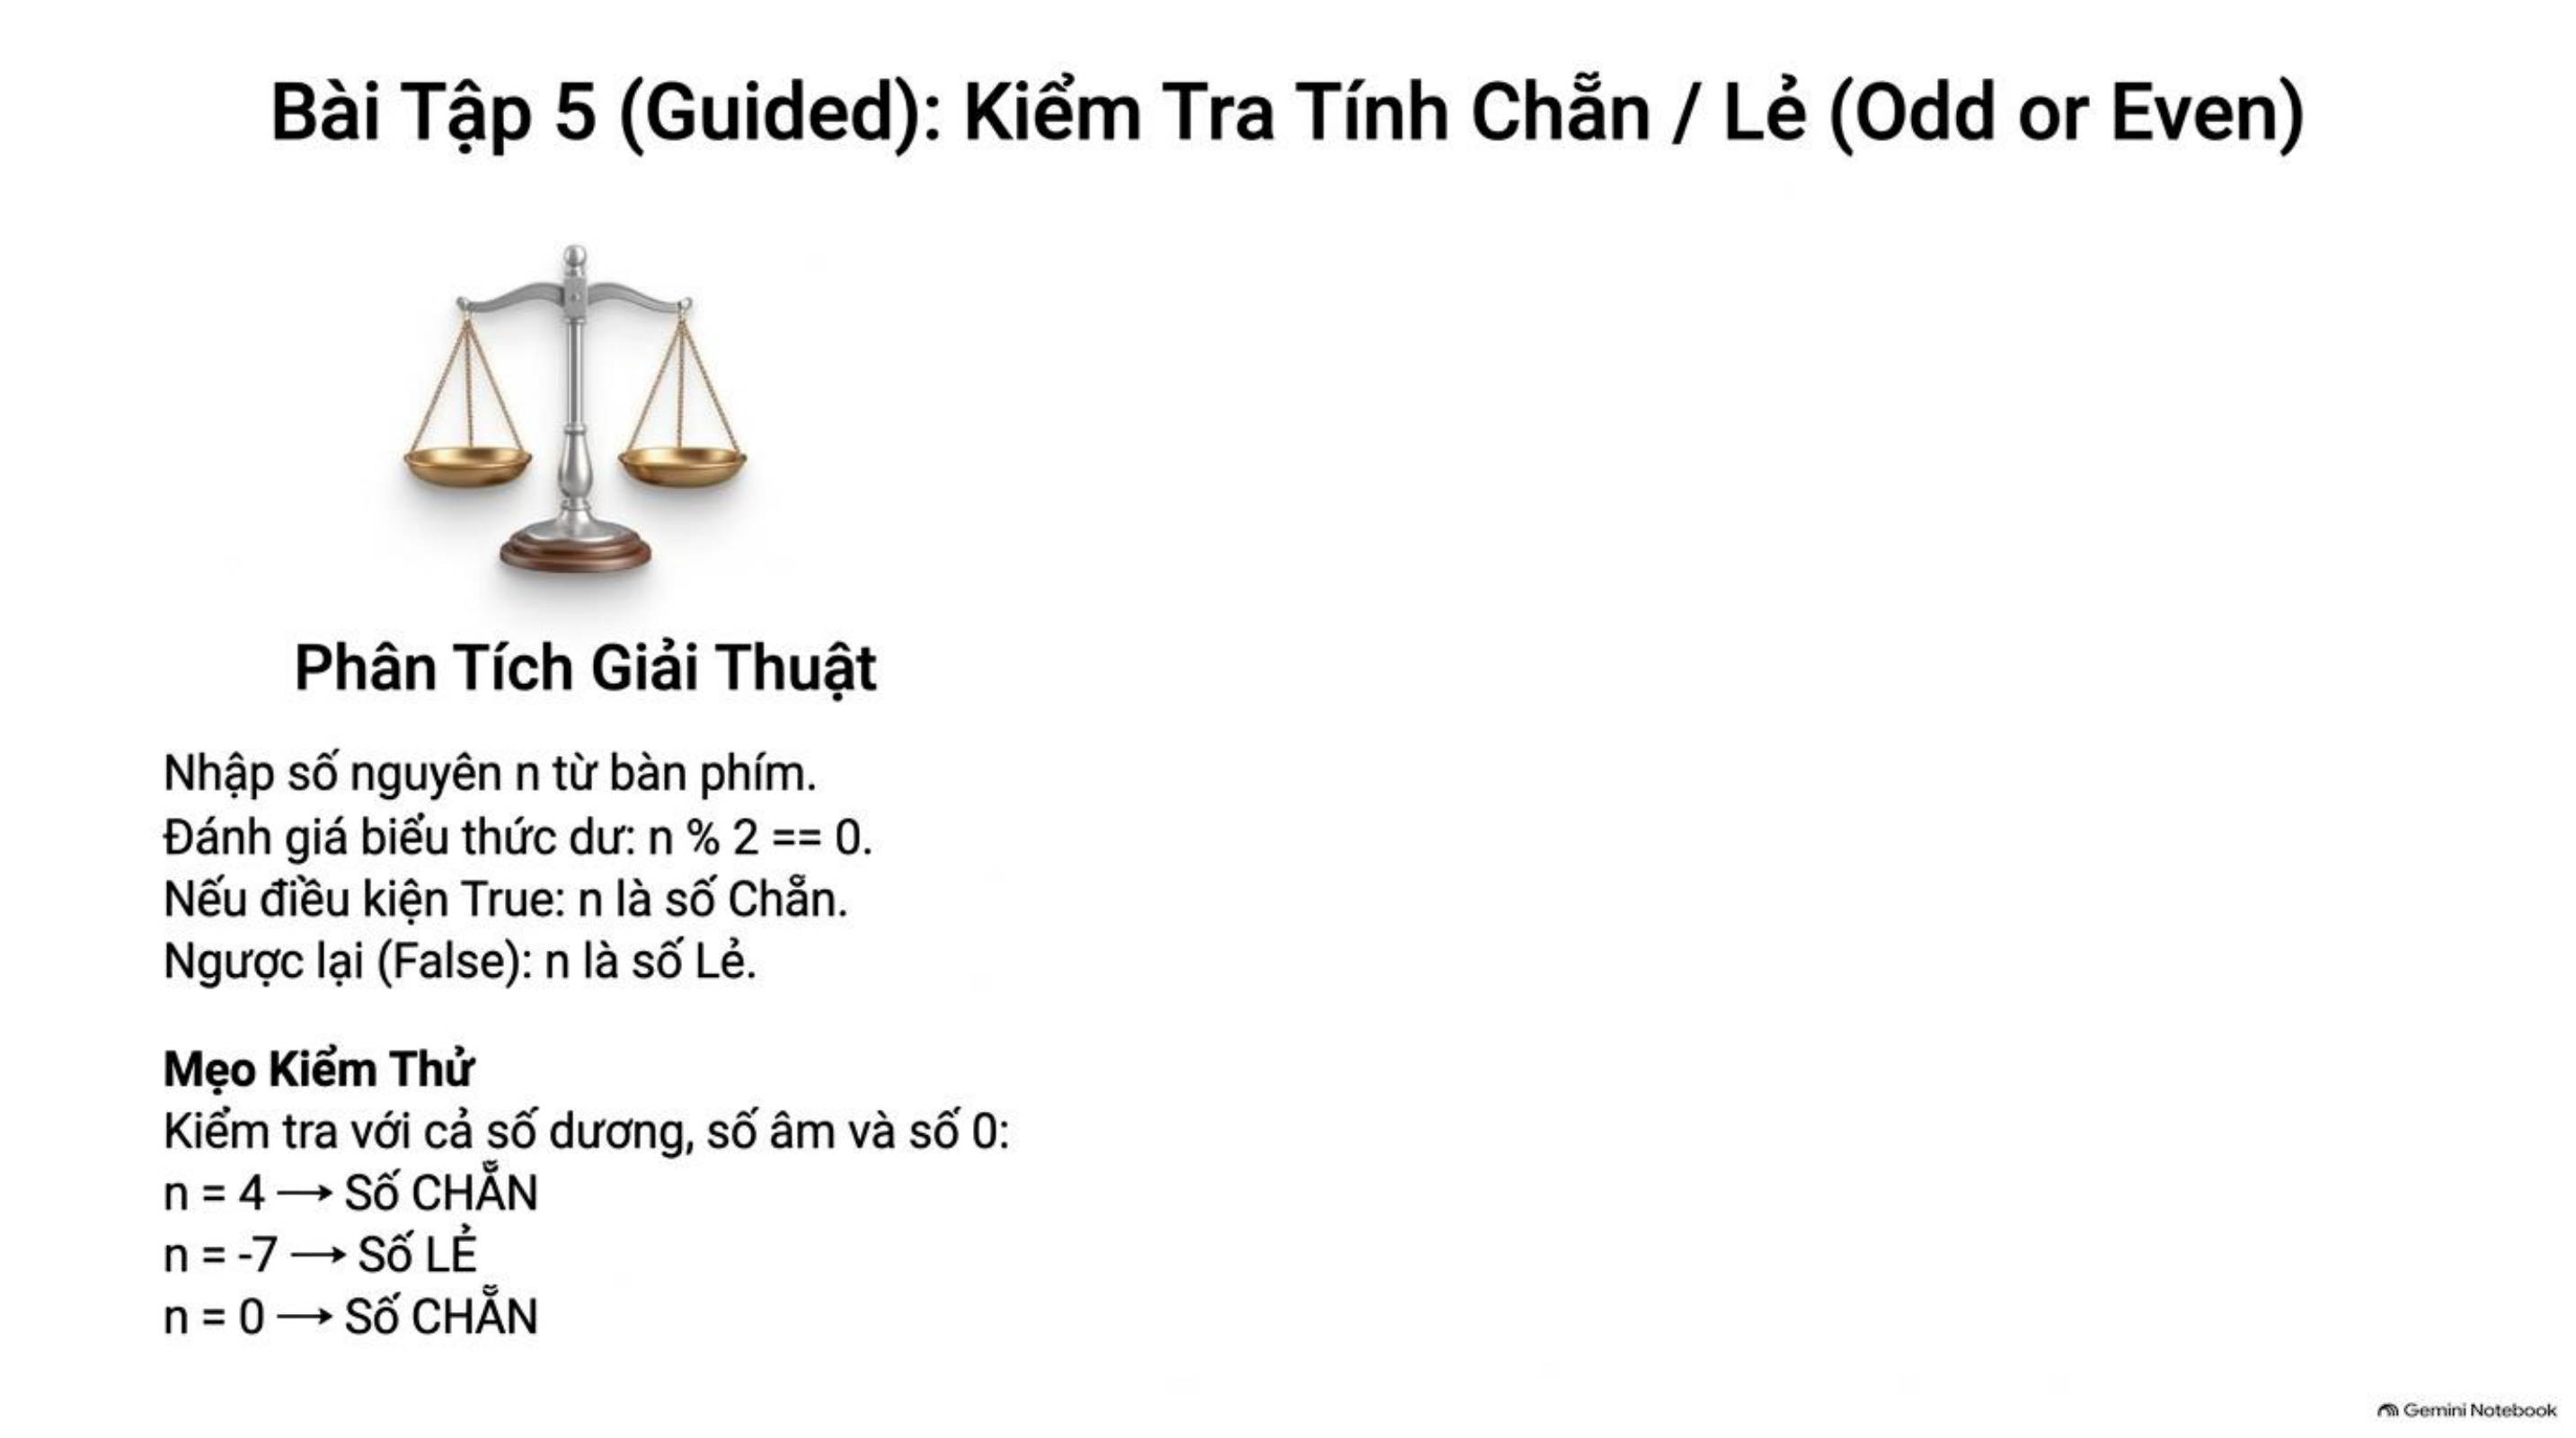 Bài Tập 5 (Guided): Kiểm Tra Tính Chẵn / Lẻ (Odd or Even)
Phân Tích Giải Thuật
Nhập số nguyên n từ bàn phím.
Đánh giá biểu thức dư: n % 2 == 0.
Nếu điều kiện True: n là số Chẵn.
Ngược lại (False): n là số Lẻ.
Mẹo Kiểm Thử
Kiểm tra với cả số dương, số âm và số 0:
n = 4 → Số CHẴN
n = -7 → Số LẺ
n = 0 → Số CHẴN
Gemini Notebook